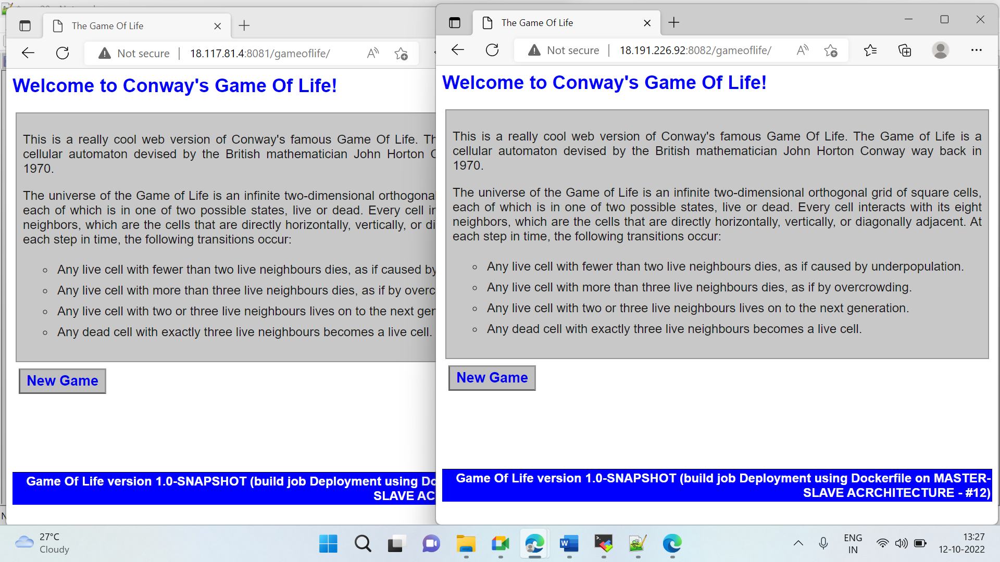 The Game Of Life
Not secure
18.117.81.4:8081/gameoflife/
Welcome to Conway's Game Of Life!
This is a really cool web version of Conway's famous Game Of Life. Th
cellular automaton devised by the British mathematician John Horton C
1970.
The universe of the Game of Life is an infinite two-dimensional orthogonal
each of which is in one of two possible states, live or dead. Every cell in
neighbors, which are the cells that are directly horizontally, vertically, or di
each step in time, the following transitions occur:
Any live cell with fewer than two live neighbours dies, as if caused by
Any live cell with more than three live neighbours dies, as if by overc
Any live cell with two or three live neighbours lives on to the next gen
Any dead cell with exactly three live neighbours becomes a live cell.
New Game
Game Of Life version 1.0-SNAPSHOT (build job Deployment using Do
SLAVE AC
The Game Of Life
Not secure
18.191.226.92:8082/gameoflife/
Welcome to Conway's Game Of Life!
This is a really cool web version of Conway's famous Game Of Life. The Game of Life is a
cellular automaton devised by the British mathematician John Horton Conway way back in
1970.
The universe of the Game of Life is an infinite two-dimensional orthogonal grid of square cells,
each of which is in one of two possible states, live or dead. Every cell interacts with its eight
neighbors, which are the cells that are directly horizontally, vertically, or diagonally adjacent. At
each step in time, the following transitions occur:
Any live cell with fewer than two live neighbours dies, as if caused by underpopulation.
Any live cell with more than three live neighbours dies, as if by overcrowding.
Any live cell with two or three live neighbours lives on to the next generation.
Any dead cell with exactly three live neighbours becomes a live cell.
New Game
Game Of Life version 1.0-SNAPSHOT (build job Deployment using Dockerfile on MASTER-
SLAVE ACRCHITECTURE - #12)
27°C
Cloudy
ENG
IN
13:27
12-10-2022